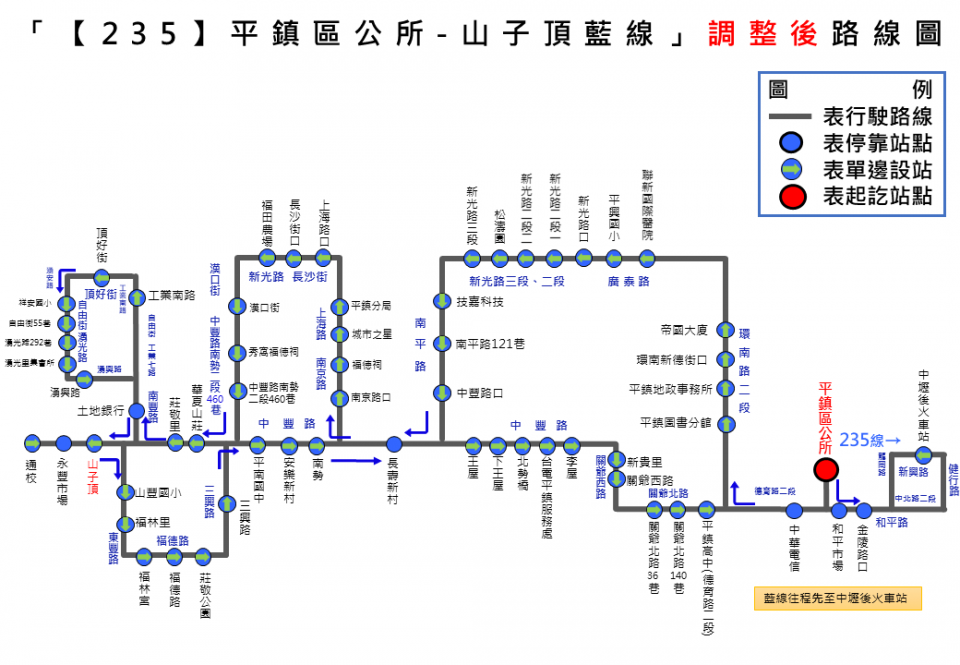 「【235】平鎮區公所-山子頂藍線」調整後路線圖
圖 例
表行駛路線
表停靠站點
表單邊設站
表起訖站點
聯新國際醫院
平興國小
新光路口
新光路二段一
新光路二段二
松濤園
新光路三段
新光路三段、二段
廣泰路
上海路口
長沙街口
福田農場
新光路 長沙街
頂好街
頂好街
工業南路
工業南路
祥安國小
自由街55巷
湧光路292巷
湧光里集會所
自由街
湧光路
湧興路
湧興路
自由街 工業七路
土地銀行
南豐路
漢口街
漢口街
中豐路南勢二段460巷
秀窩福德祠
中豐路南勢二段460巷
平鎮分局
城市之星
福德祠
南京路口
上海路
南京路
技嘉科技
南平路121巷
中豐路口
南平路
帝國大廈
環南新德街口
平鎮地政事務所
平鎮圖書分館
環南路二段
平鎮區公所
235線→
中壢後火車站
新興路
健行路
中北路二段
和平路
莊敬里
華夏山莊
通校
永豐市場
山子頂
山豐國小
福林里
東豐路
福德路
福林宮
福德路
莊敬公園
三興路
三興路
中豐路
平南國中
安樂新村
南勢
長壽新村
中豐路
王屋
下王屋
北勢橋
台電平鎮服務處
李屋
關爺西路
新貴里
關爺西路
關爺北路
關爺北路36巷
關爺北路140巷
平鎮高中(德育路二段)
德育路二段
中華電信
和平市場
金陵路口
藍線往程先至中壢後火車站